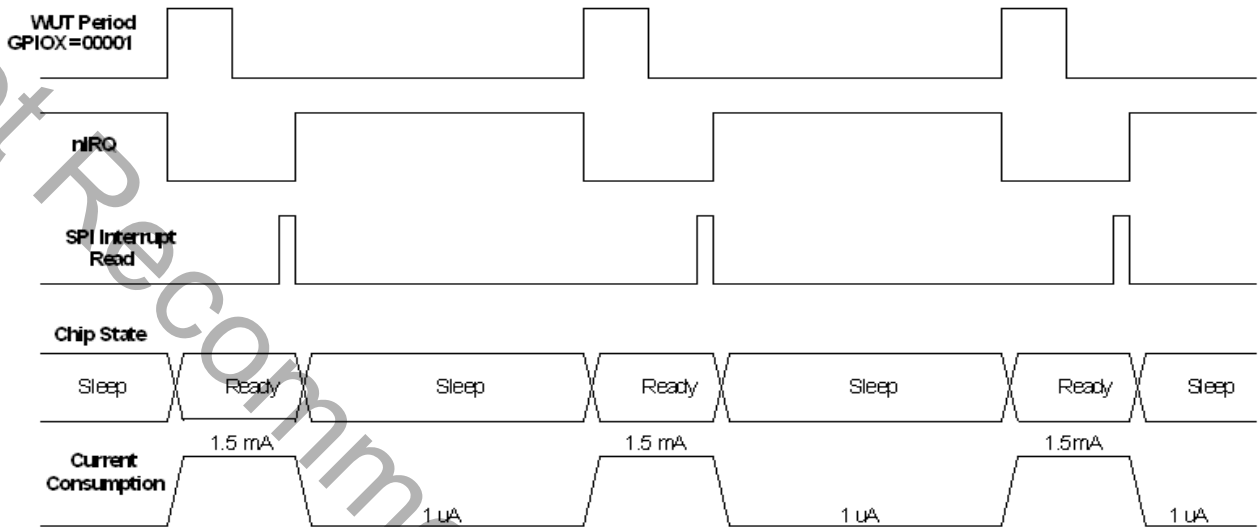 WUT Period
GPIOX=00001
nIRQ
SPI Interrupt
Read
Chip State
Sleep Ready Sleep Ready Sleep Ready Sleep
1.5 mA 1.5 mA 1.5mA
Current
Consumption
1 uA 1 uA 1 uA